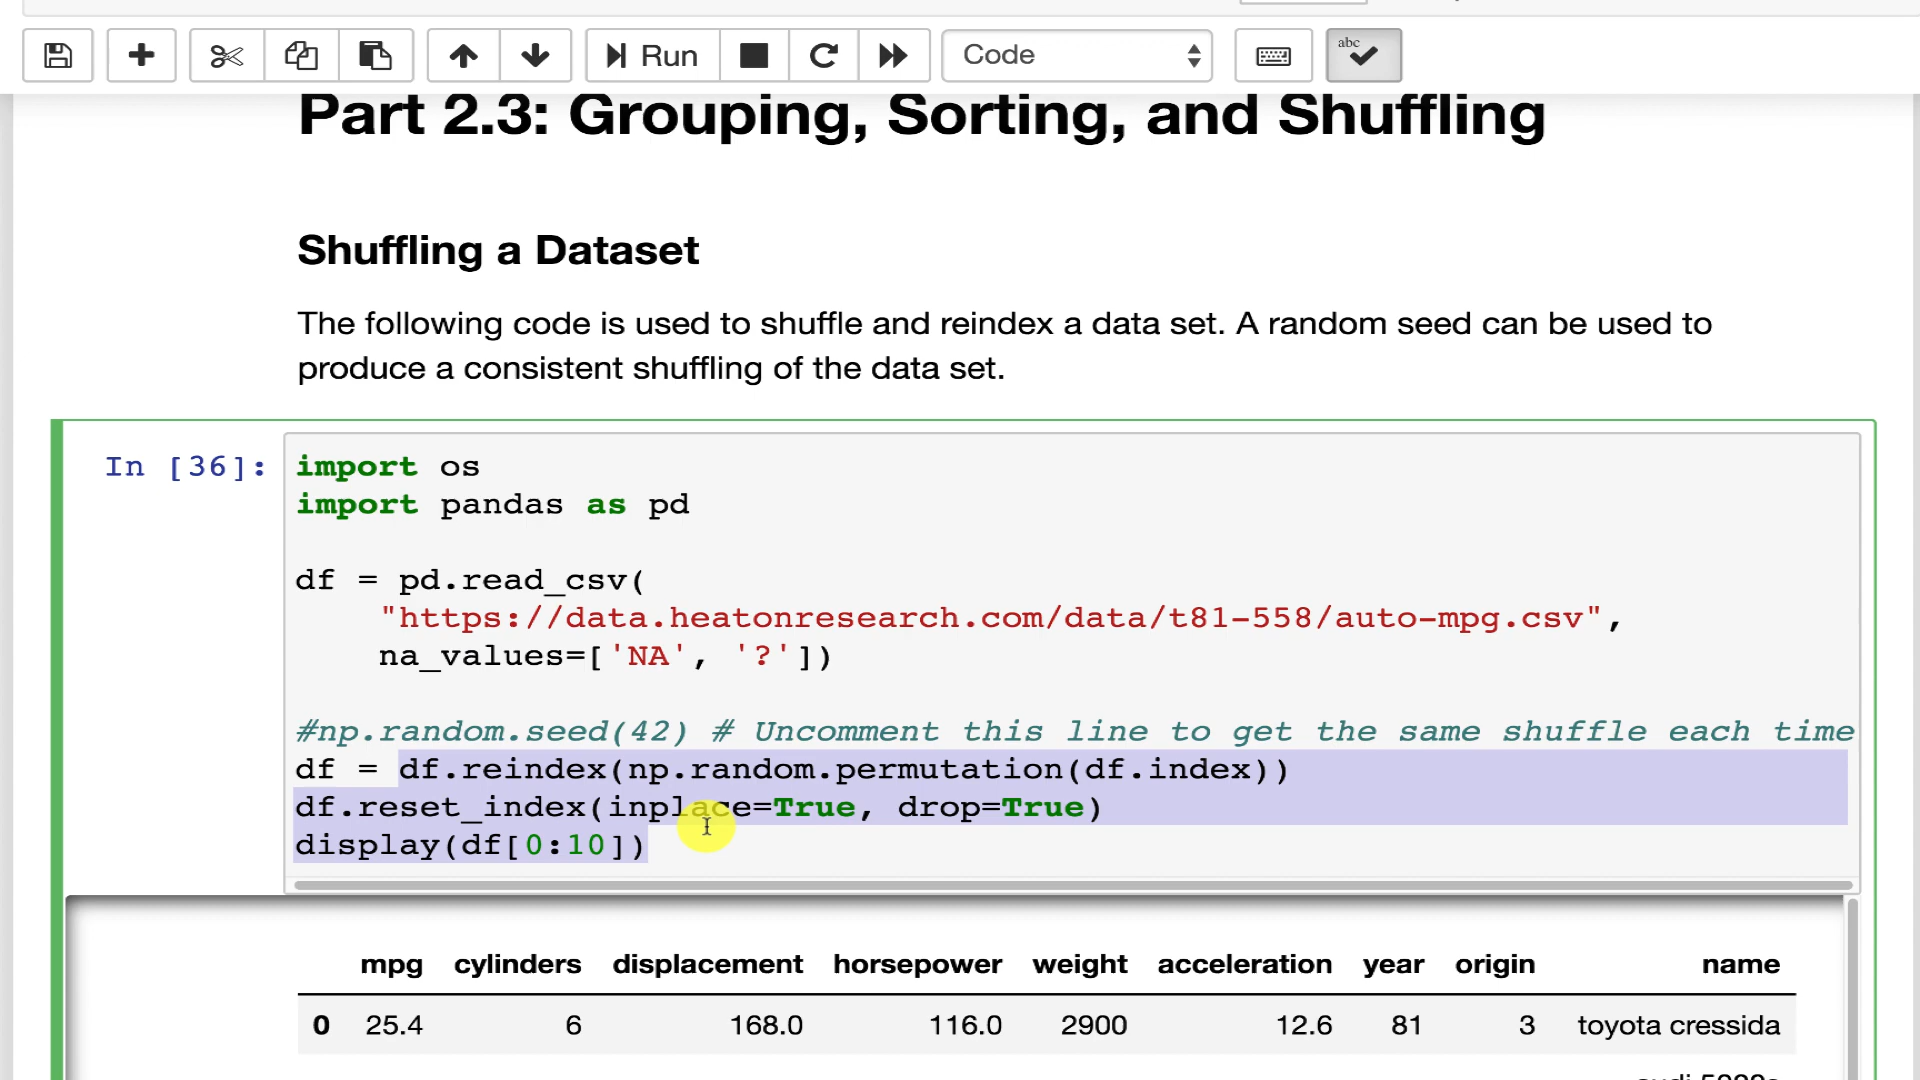 Run
Code
abc
Part 2.3: Grouping, Sorting, and Shuffling
Shuffling a Dataset
The following code is used to shuffle and reindex a data set. A random seed can be used to
produce a consistent shuffling of the data set.
In [36]:
import os
import pandas as pd
df = pd.read_csv(
"https://data.heatonresearch.com/data/t81-558/auto-mpg.csv",
na_values=['NA', '?'])
#np.random.seed(42) # Uncomment this line to get the same shuffle each time
df = df.reindex(np.random.permutation(df.index))
df.reset_index(inplace=True, drop=True)
display(df[0:10])
mpg cylinders displacement horsepower weight acceleration year origin name
0 25.4 6 168.0 116.0 2900 12.6 81 3 toyota cressida